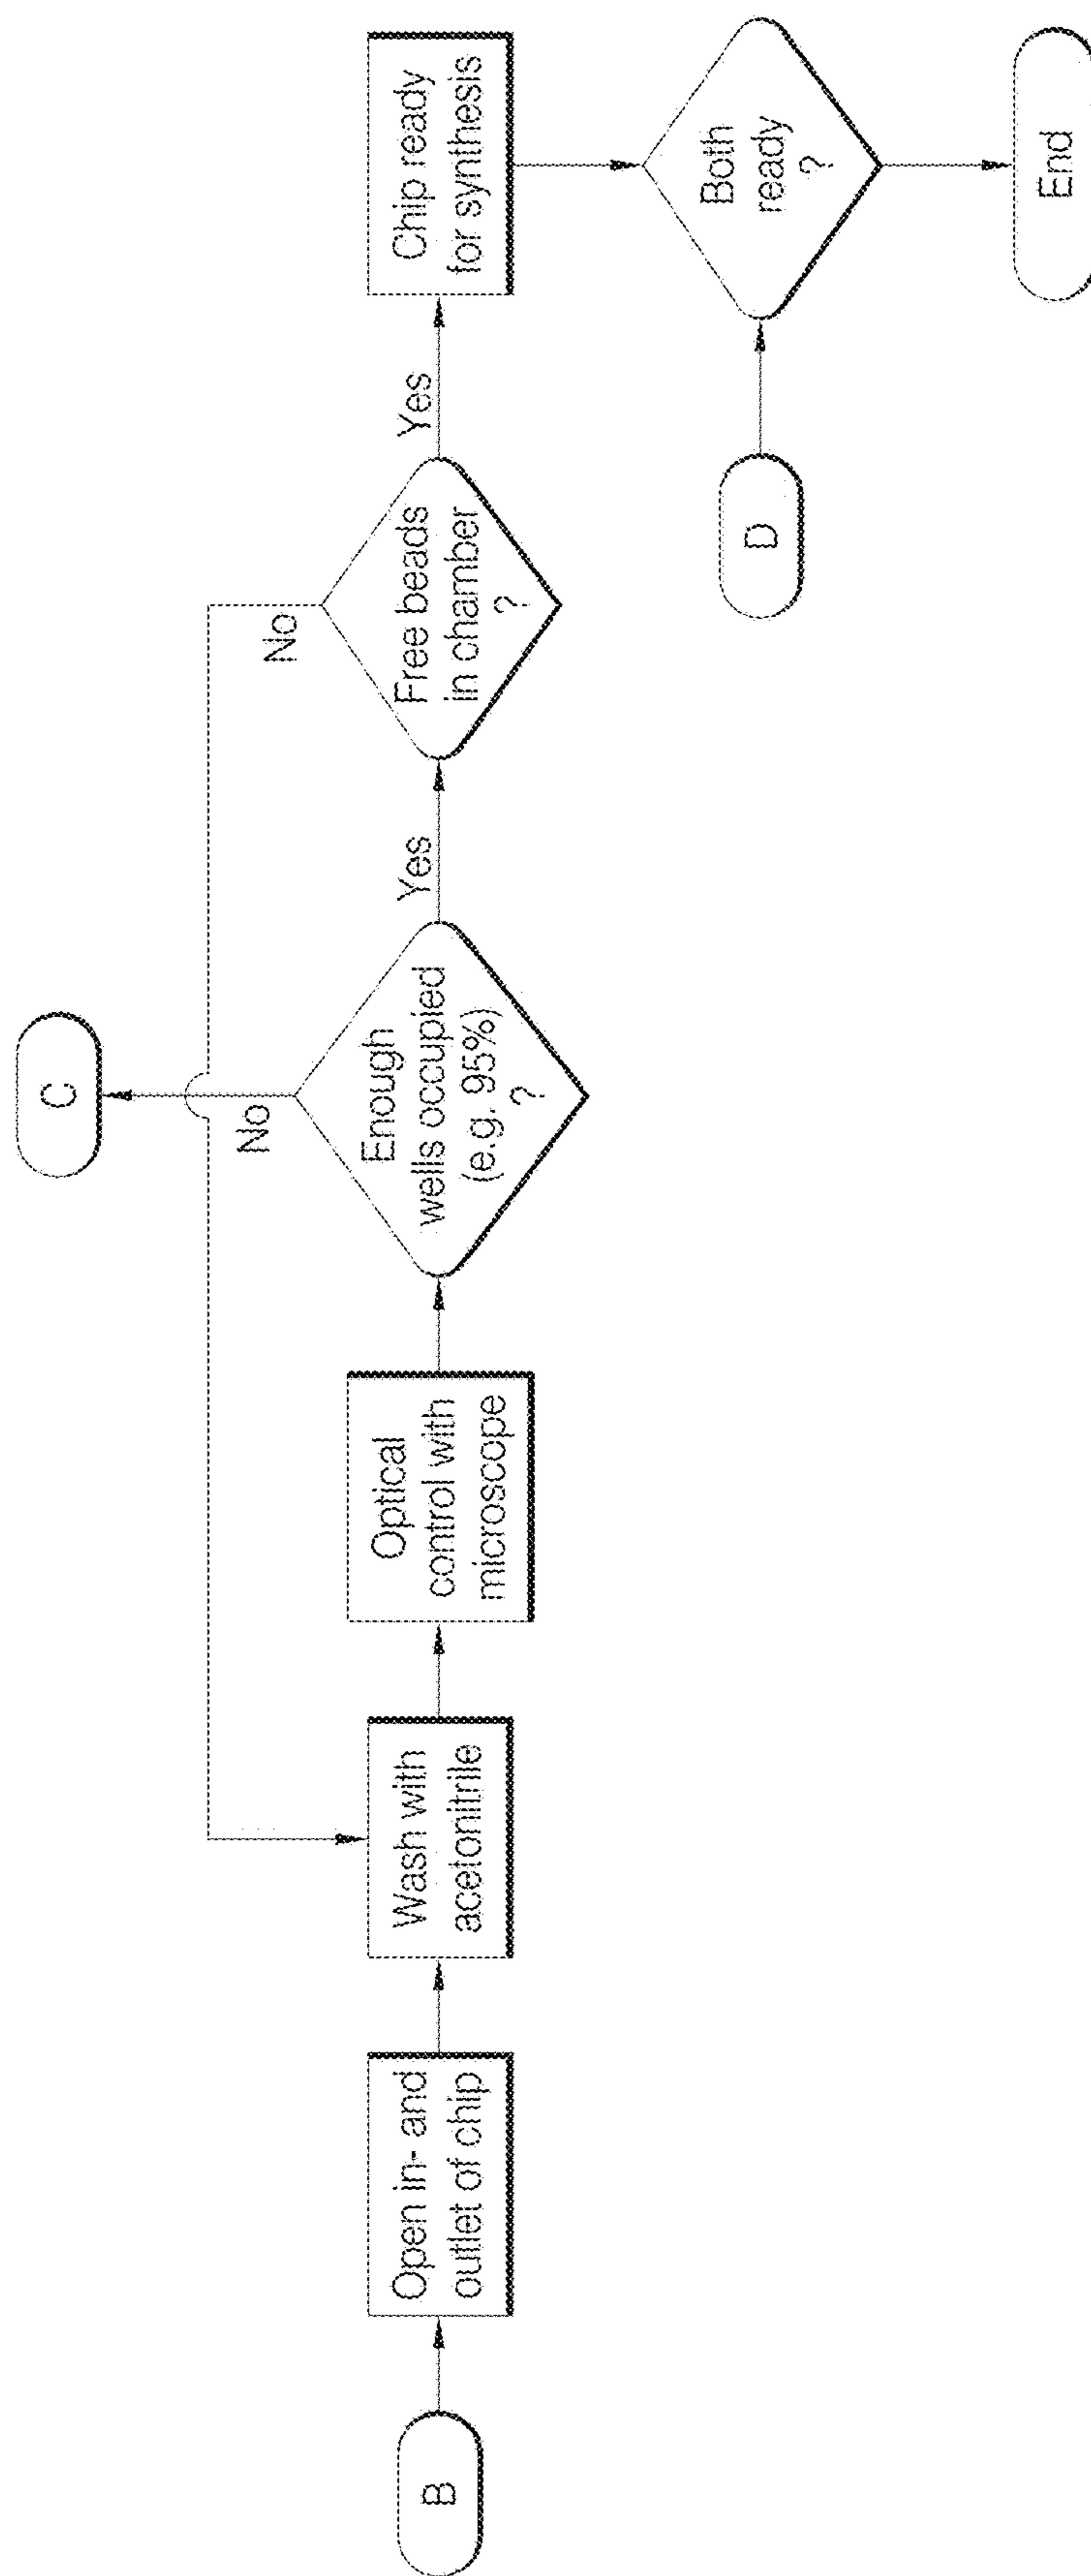 B
Open in- and
outlet of chip
Wash with
acetonitrile
Optical
control with
microscope
Enough
wells occupied
(e.g. 95%)
?
No
C
Yes
Free beads
in chamber
?
No
Yes
Chip ready
for synthesis
D
Both
ready
?
End